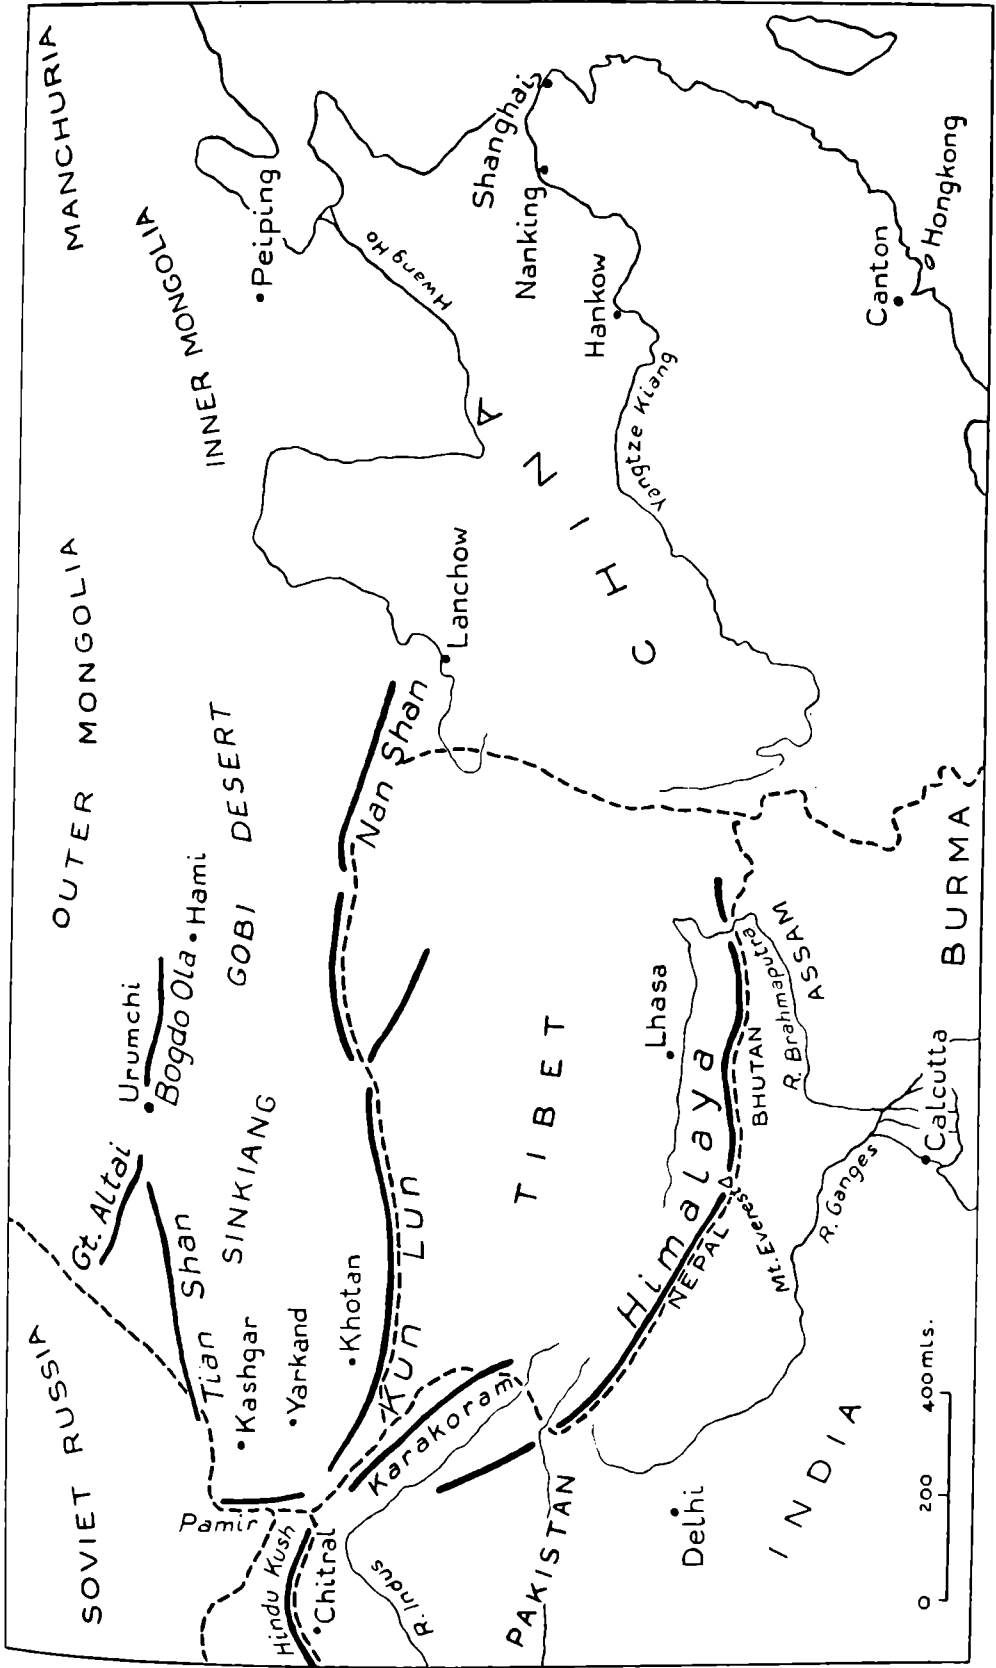 SOVIET RUSSIA
OUTER MONGOLIA
MANCHURIA
INNER MONGOLIA
Gt. Altai
Urumchi
Bogdo Ola
Hami
Tian Shan
SINKIANG
GOBI DESERT
Peiping
Pamir
Kashgar
Yarkand
Khotan
Hindu Kush
Chitral
Kun Lun
Nan Shan
Lanchow
Hwang Ho
Karakoram
R. Indus
PAKISTAN
TIBET
CHINA
Shanghai
Nanking
Hankow
Yangtze Kiang
Lhasa
Himalaya
NEPAL
Mt. Everest
BHUTAN
R. Brahmaputra
ASSAM
Delhi
INDIA
R. Ganges
Calcutta
BURMA
Canton
Hongkong
0 200 400 mls.